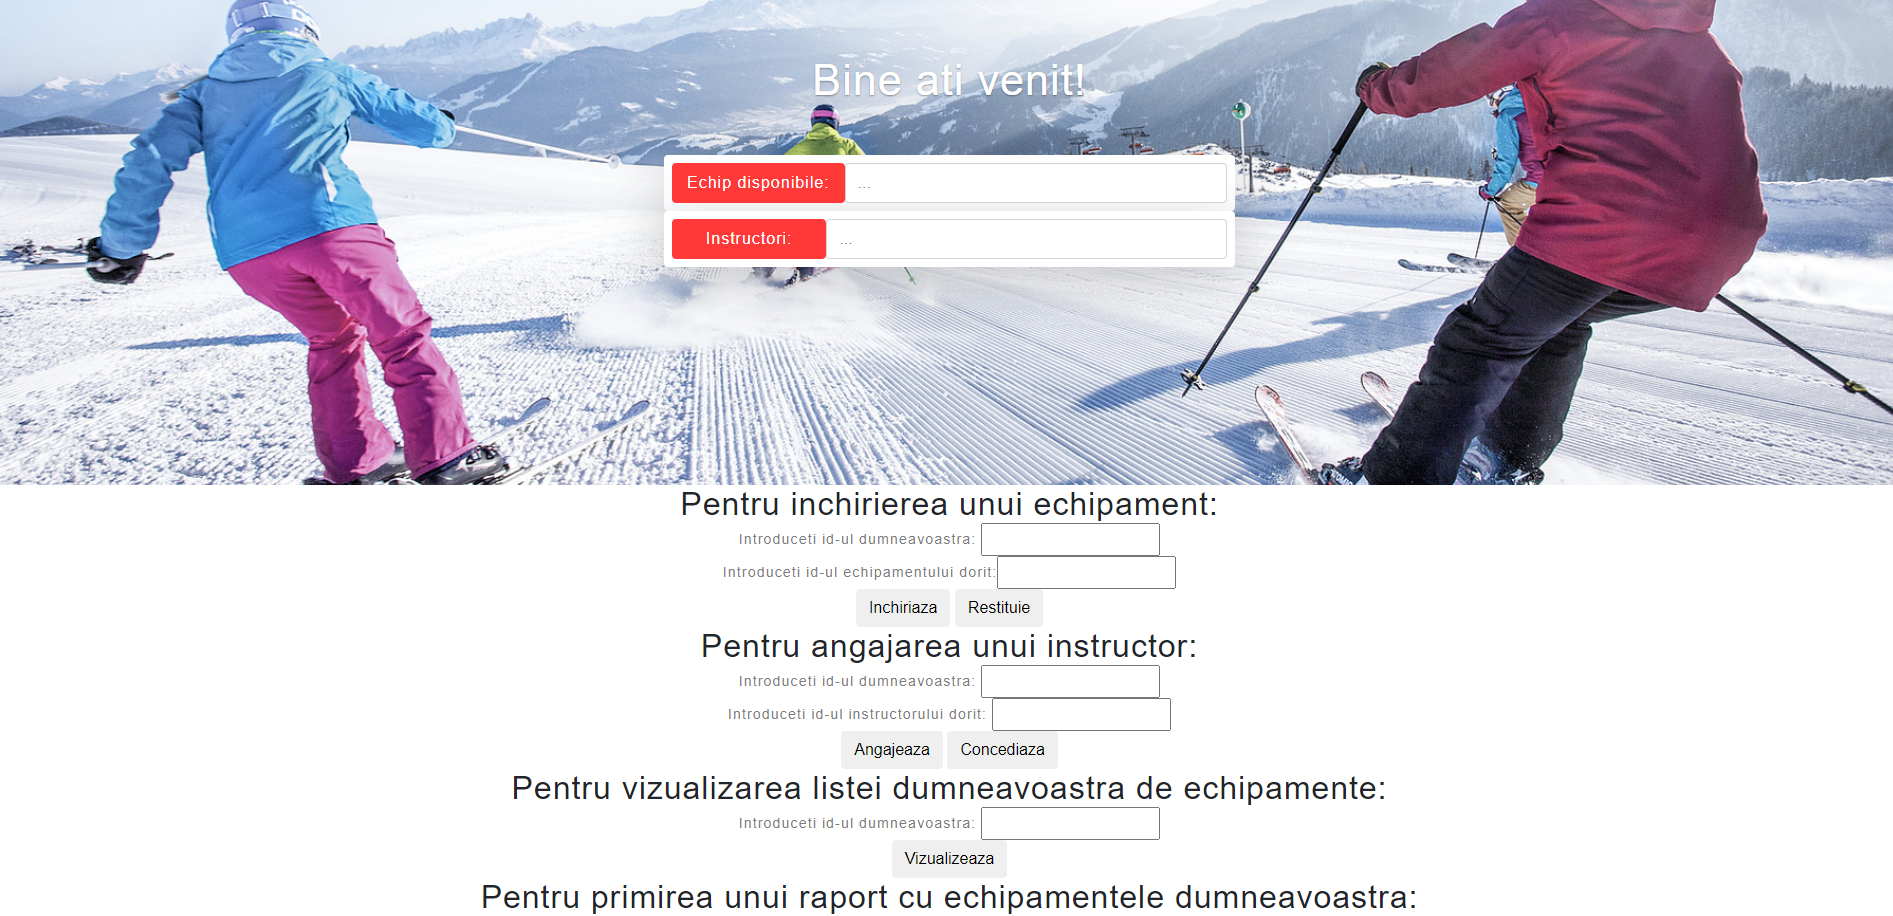 Bine ati venit!
Echip disponibile: ...
Instructori: ...
Pentru inchirierea unui echipament:
Introduceti id-ul dumneavoastra:
Introduceti id-ul echipamentului dorit:
Inchiriaza Restituie
Pentru angajarea unui instructor:
Introduceti id-ul dumneavoastra:
Introduceti id-ul instructorului dorit:
Angajeaza Concediaza
Pentru vizualizarea listei dumneavoastra de echipamente:
Introduceti id-ul dumneavoastra:
Vizualizeaza
Pentru primirea unui raport cu echipamentele dumneavoastra: